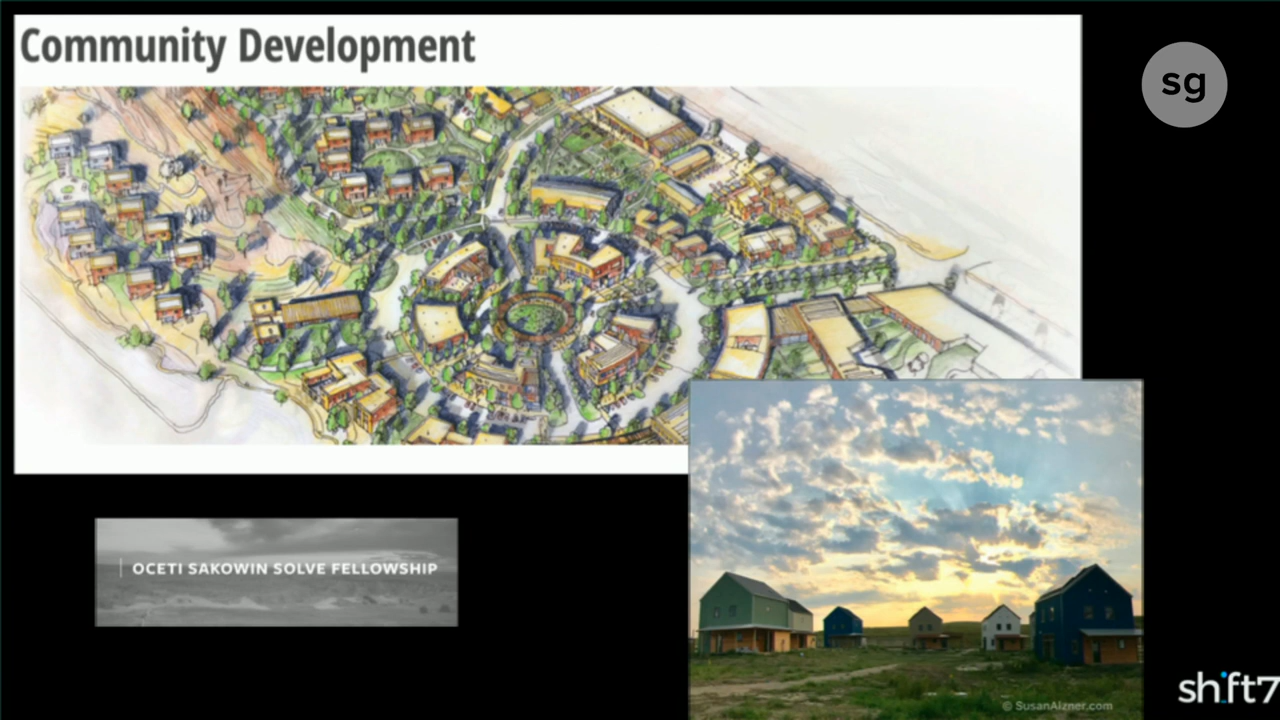 Community Development
sg
OCETI SAKOWIN SOLVE FELLOWSHIP
© SusanAlzner.com
shift7